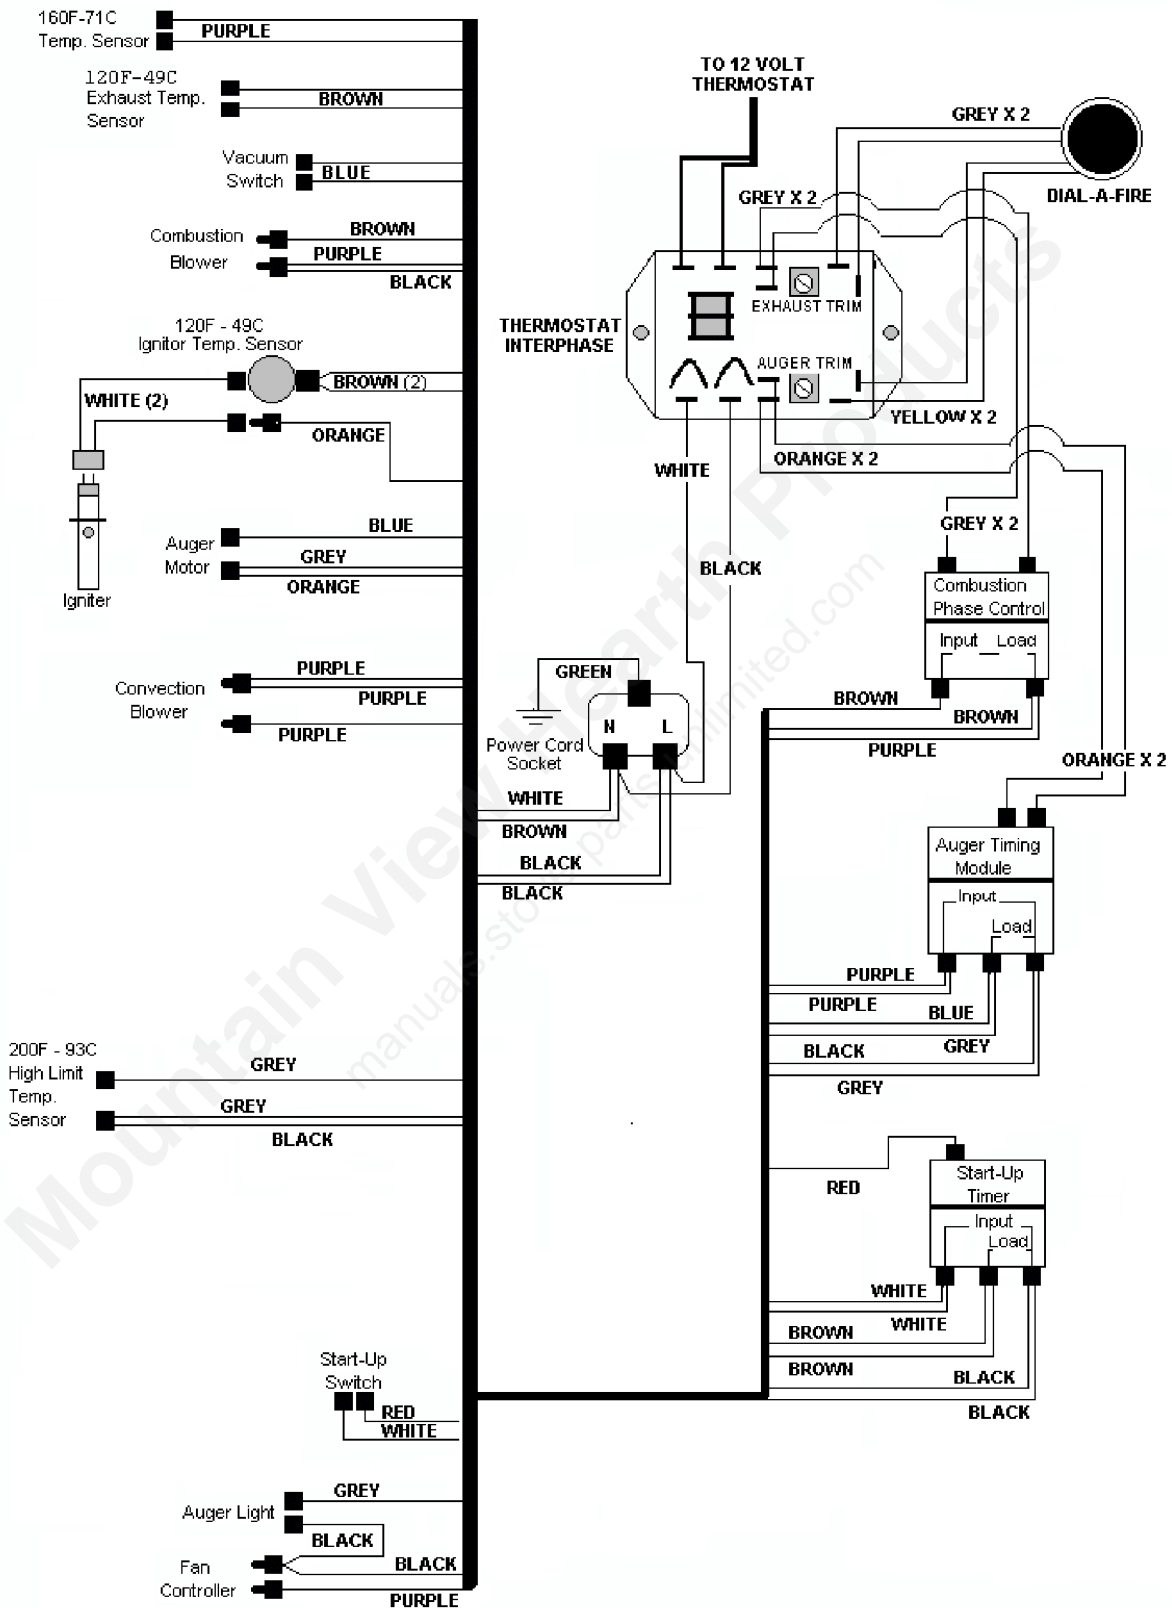 160F-71C
Temp. Sensor
PURPLE
120F-49C
Exhaust Temp.
Sensor
BROWN
Vacuum
Switch
BLUE
Combustion
Blower
BROWN
PURPLE
BLACK
120F - 49C
Ignitor Temp. Sensor
BROWN (2)
WHITE (2)
ORANGE
Igniter
Auger
Motor
BLUE
GREY
ORANGE
Convection
Blower
PURPLE
PURPLE
PURPLE
TO 12 VOLT
THERMOSTAT
GREY X 2
DIAL-A-FIRE
GREY X 2
THERMOSTAT
INTERPHASE
EXHAUST TRIM
AUGER TRIM
YELLOW X 2
WHITE
ORANGE X 2
BLACK
GREY X 2
Combustion
Phase Control
Input
Load
BROWN
BROWN
PURPLE
ORANGE X 2
GREEN
N
L
Power Cord
Socket
WHITE
BROWN
BLACK
BLACK
Auger Timing
Module
Input
Load
PURPLE
PURPLE
BLUE
GREY
BLACK
GREY
200F - 93C
High Limit
Temp.
Sensor
GREY
GREY
BLACK
Start-Up
Timer
Input
Load
RED
WHITE
WHITE
BROWN
BROWN
BLACK
BLACK
Start-Up
Switch
RED
WHITE
Auger Light
GREY
BLACK
Fan
Controller
BLACK
PURPLE
Mountain View Hearth Products
manuals.stove-parts-unlimited.com